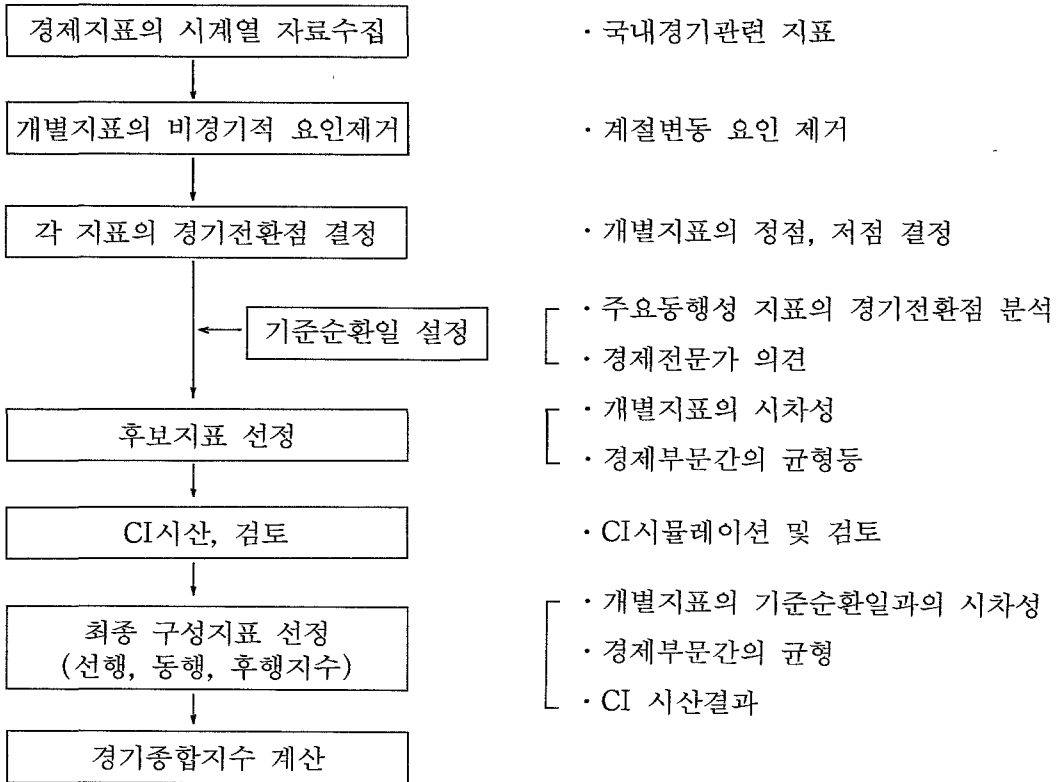 경제지표의 시계열 자료수집
· 국내경기관련 지표
개별지표의 비경기적 요인제거
· 계절변동 요인 제거
각 지표의 경기전환점 결정
· 개별지표의 정점, 저점 결정
기준순환일 설정
· 주요동행성 지표의 경기전환점 분석
· 경제전문가 의견
후보지표 선정
· 개별지표의 시차성
· 경제부문간의 균형등
CI시산, 검토
· CI시뮬레이션 및 검토
최종 구성지표 선정
(선행, 동행, 후행지수)
· 개별지표의 기준순환일과의 시차성
· 경제부문간의 균형
· CI 시산결과
경기종합지수 계산